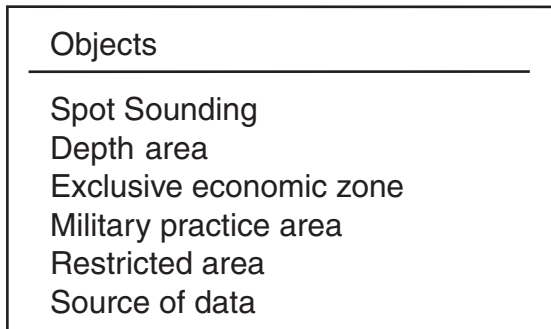 Objects
Spot Sounding
Depth area
Exclusive economic zone
Military practice area
Restricted area
Source of data